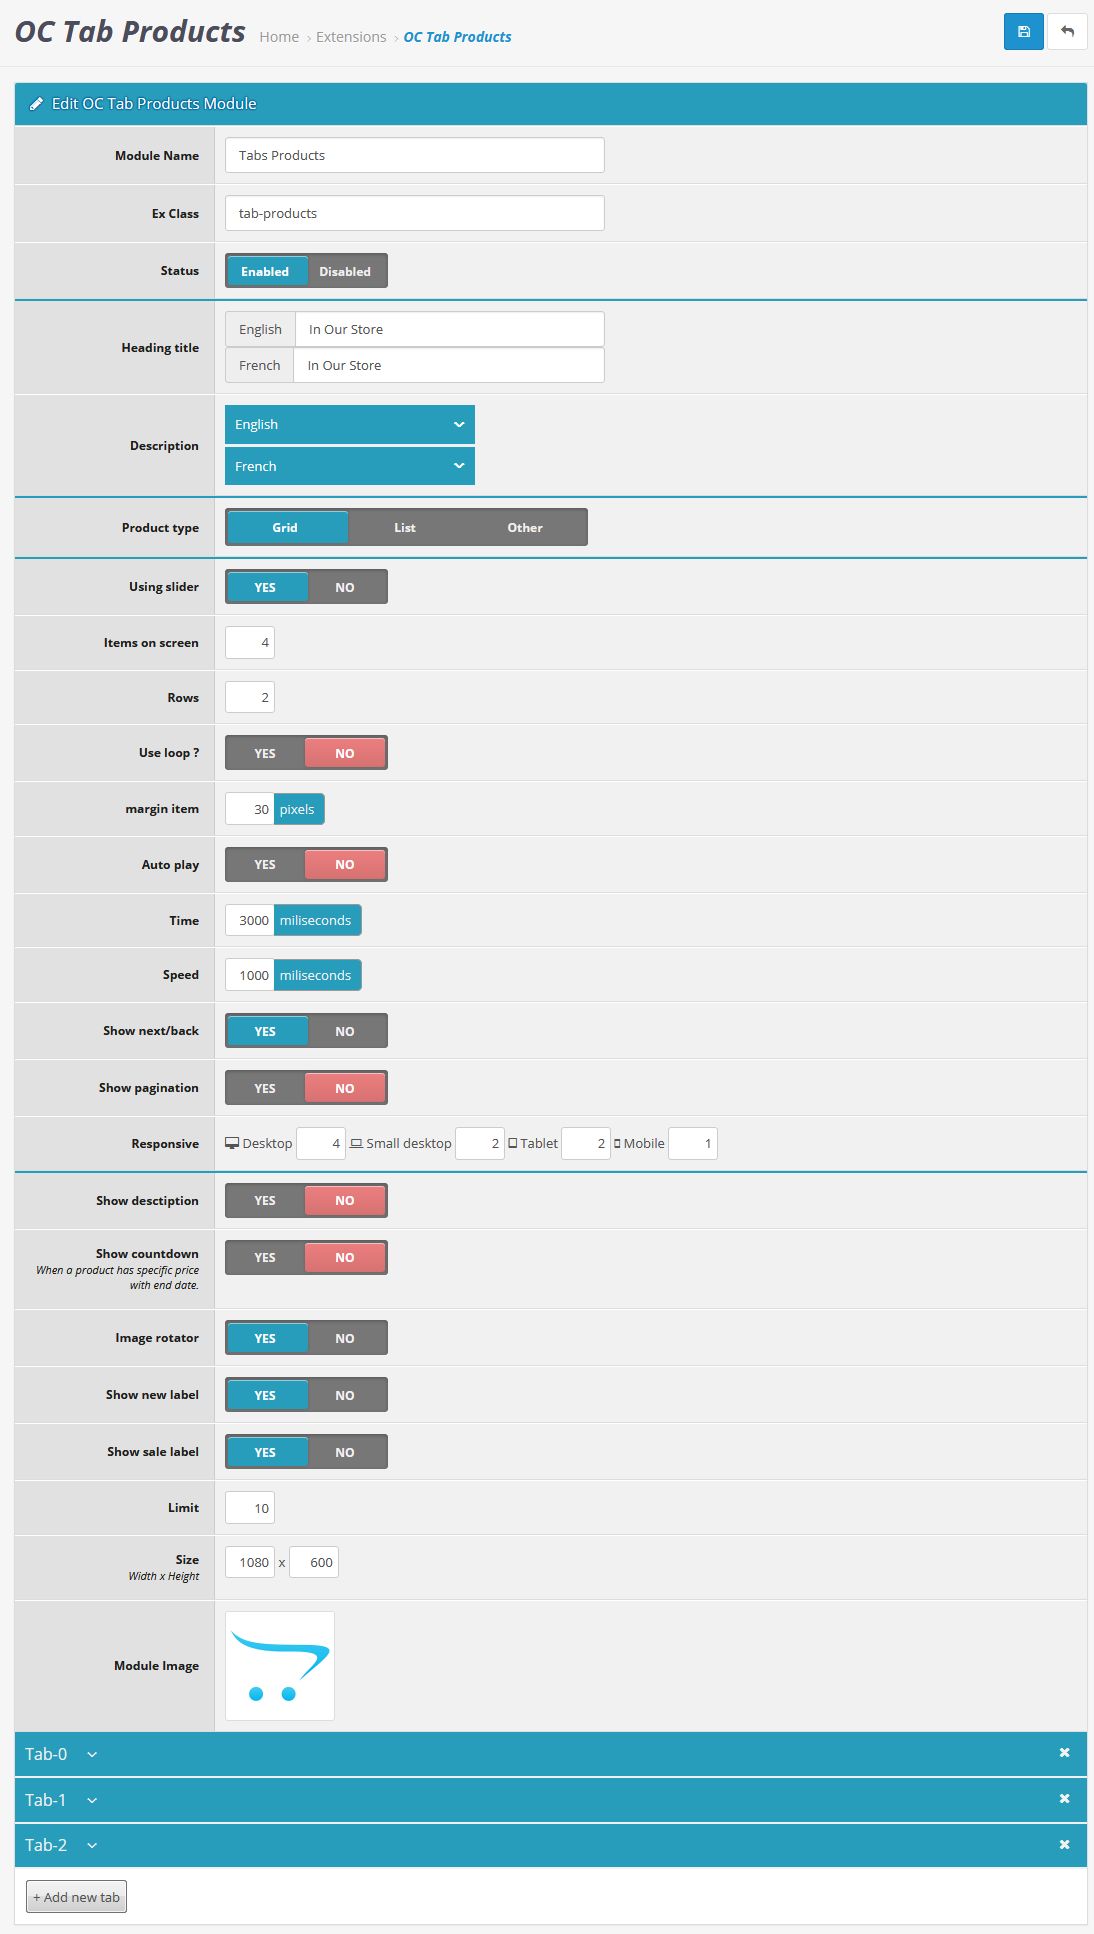 OC Tab Products Home › Extensions › OC Tab Products
Edit OC Tab Products Module
Module Name Tabs Products
Ex Class tab-products
Status Enabled Disabled
Heading title English In Our Store
French In Our Store
Description English
French
Product type Grid List Other
Using slider YES NO
Items on screen 4
Rows 2
Use loop ? YES NO
margin item 30 pixels
Auto play YES NO
Time 3000 miliseconds
Speed 1000 miliseconds
Show next/back YES NO
Show pagination YES NO
Responsive Desktop 4 Small desktop 2 Tablet 2 Mobile 1
Show desctiption YES NO
Show countdown YES NO
When a product has specific price
with end date.
Image rotator YES NO
Show new label YES NO
Show sale label YES NO
Limit 10
Size 1080 x 600
Width x Height
Module Image
Tab-0
Tab-1
Tab-2
+ Add new tab